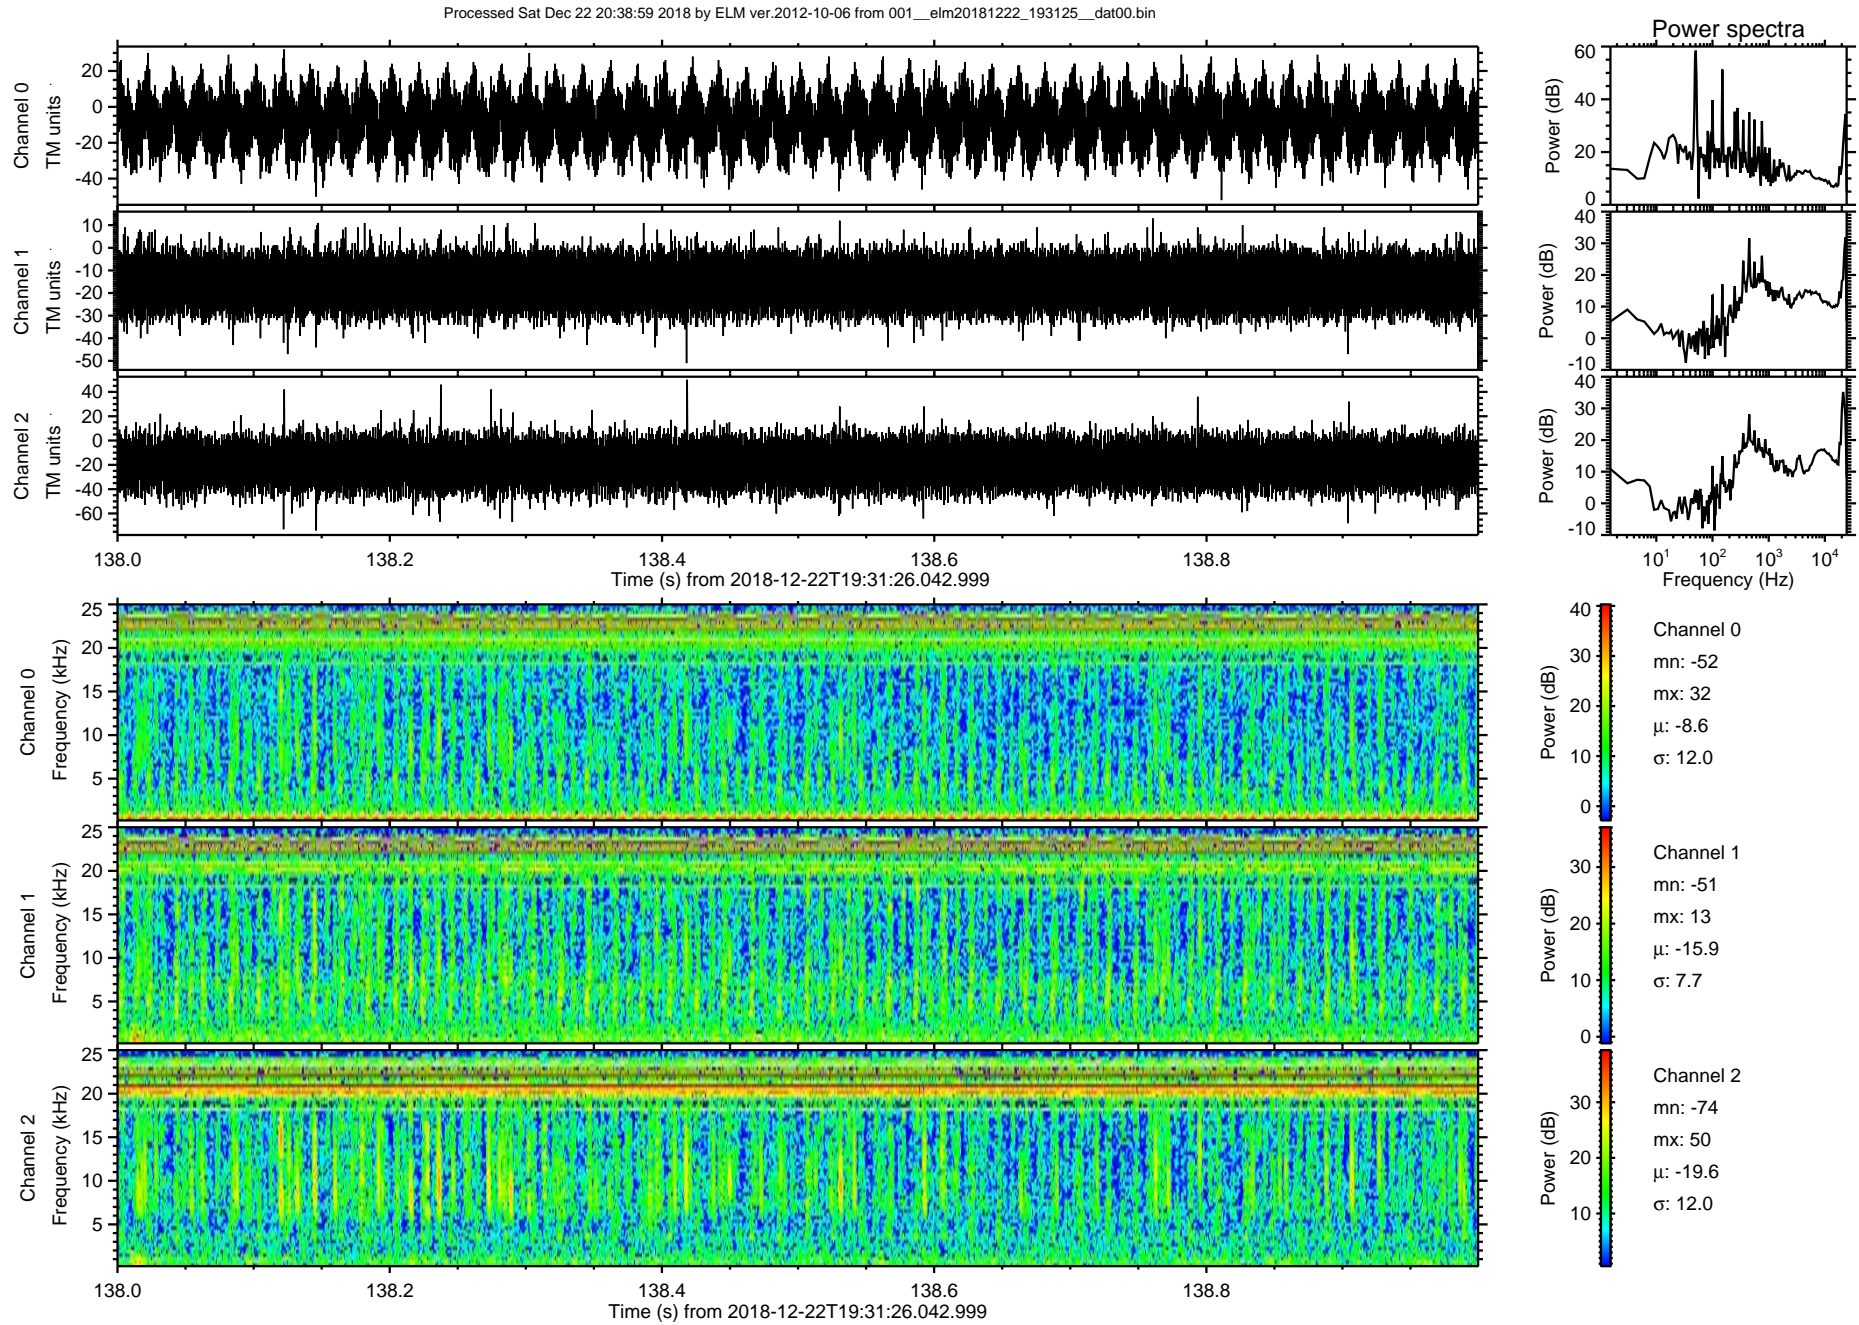 Processed Sat Dec 22 20:38:59 2018 by ELM ver.2012-10-06 from 001__elm20181222_193125__dat00.bin
Power spectra
Channel 0
TM units
20
0
-20
-40
Power (dB)
60
40
20
0
Channel 1
TM units
10
0
-10
-20
-30
-40
-50
Power (dB)
40
30
20
10
0
-10
Channel 2
TM units
40
20
0
-20
-40
-60
Power (dB)
40
30
20
10
0
-10
138.0 138.2 138.4 138.6 138.8
Time (s) from 2018-12-22T19:31:26.042.999
10^1 10^2 10^3 10^4
Frequency (Hz)
Channel 0
Frequency (kHz)
25
20
15
10
5
Power (dB)
40
30
20
10
0
Channel 0
mn: -52
mx: 32
μ: -8.6
σ: 12.0
Channel 1
Frequency (kHz)
25
20
15
10
5
Power (dB)
30
20
10
0
Channel 1
mn: -51
mx: 13
μ: -15.9
σ: 7.7
Channel 2
Frequency (kHz)
25
20
15
10
5
Power (dB)
30
20
10
Channel 2
mn: -74
mx: 50
μ: -19.6
σ: 12.0
138.0 138.2 138.4 138.6 138.8
Time (s) from 2018-12-22T19:31:26.042.999